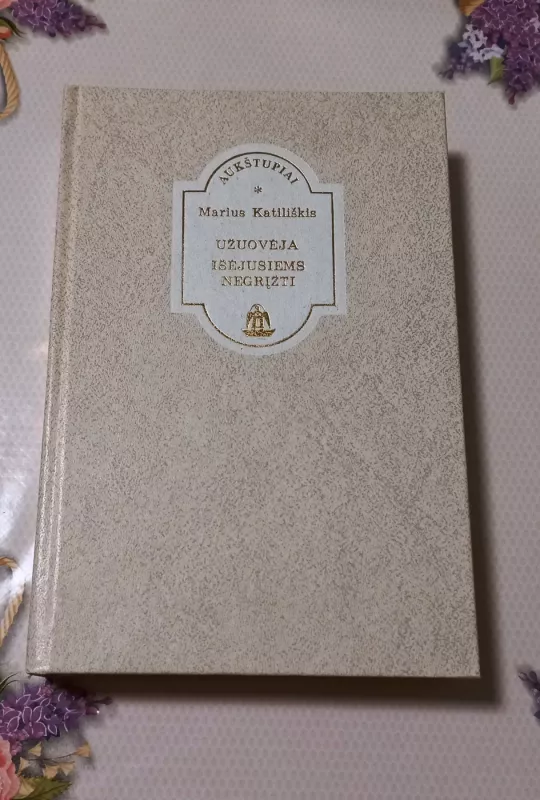 AUKŠTUPIAI
*
Marius Katiliškis
UŽUOVĖJA
IŠĖJUSIEMS
NEGRĮŽTI